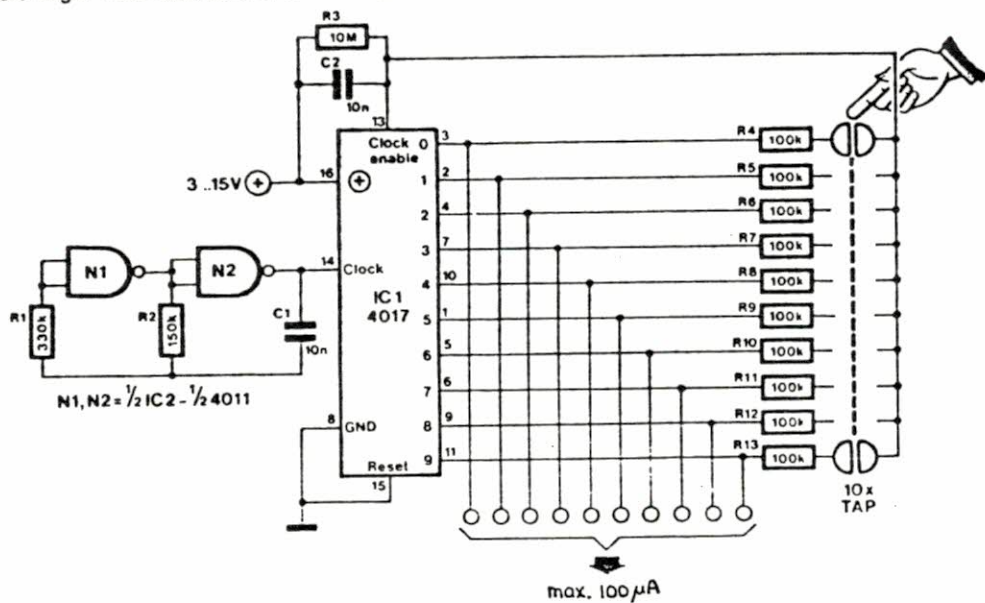 R3
10M
C2
10n
13
Clock enable
3 ..15V
16
14
Clock
N1
N2
R1
330k
R2
150k
C1
10n
N1, N2 = 1/2 IC2 - 1/2 4011
IC1
4017
8
GND
Reset
15
0
3
1
2
2
4
3
7
4
10
5
1
6
5
7
6
8
9
9
11
R4
100k
R5
100k
R6
100k
R7
100k
R8
100k
R9
100k
R10
100k
R11
100k
R12
100k
R13
100k
10x
TAP
max. 100µA